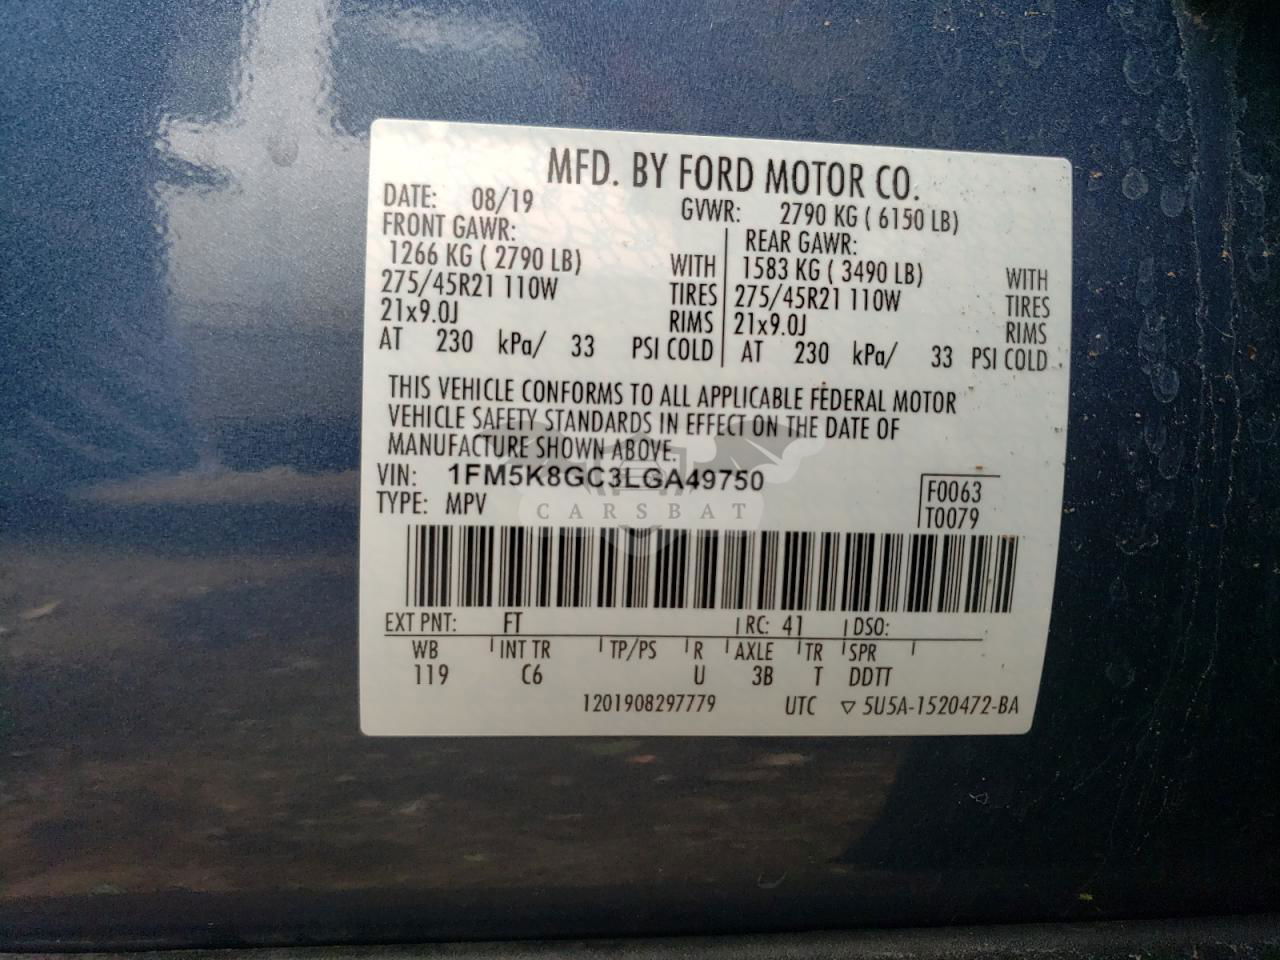 MFD. BY FORD MOTOR CO.
DATE: 08/19 GVWR: 2790 KG ( 6150 LB)
FRONT GAWR: REAR GAWR:
1266 KG ( 2790 LB) WITH 1583 KG ( 3490 LB) WITH
275/45R21 110W TIRES 275/45R21 110W TIRES
21x9.0J RIMS 21x9.0J RIMS
AT 230 kPa/ 33 PSI COLD AT 230 kPa/ 33 PSI COLD
THIS VEHICLE CONFORMS TO ALL APPLICABLE FEDERAL MOTOR
VEHICLE SAFETY STANDARDS IN EFFECT ON THE DATE OF
MANUFACTURE SHOWN ABOVE.
VIN: 1FM5K8GC3LGA49750 F0063
TYPE: MPV T0079
CARSBAT
EXT PNT: FT RC: 41 DSO:
WB INT TR TP/PS R AXLE TR SPR
119 C6 U 3B T DDTT
1201908297779 UTC ▽ 5U5A-1520472-BA